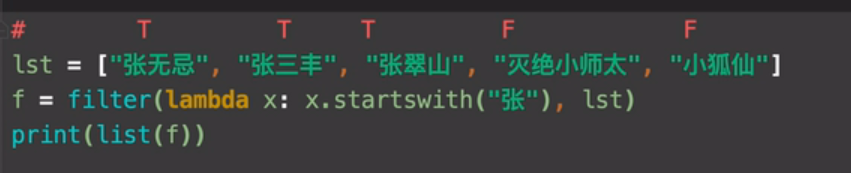 # T T T F F
lst = ["张无忌", "张三丰", "张翠山", "灭绝小师太", "小狐仙"]
f = filter(lambda x: x.startswith("张"), lst)
print(list(f))